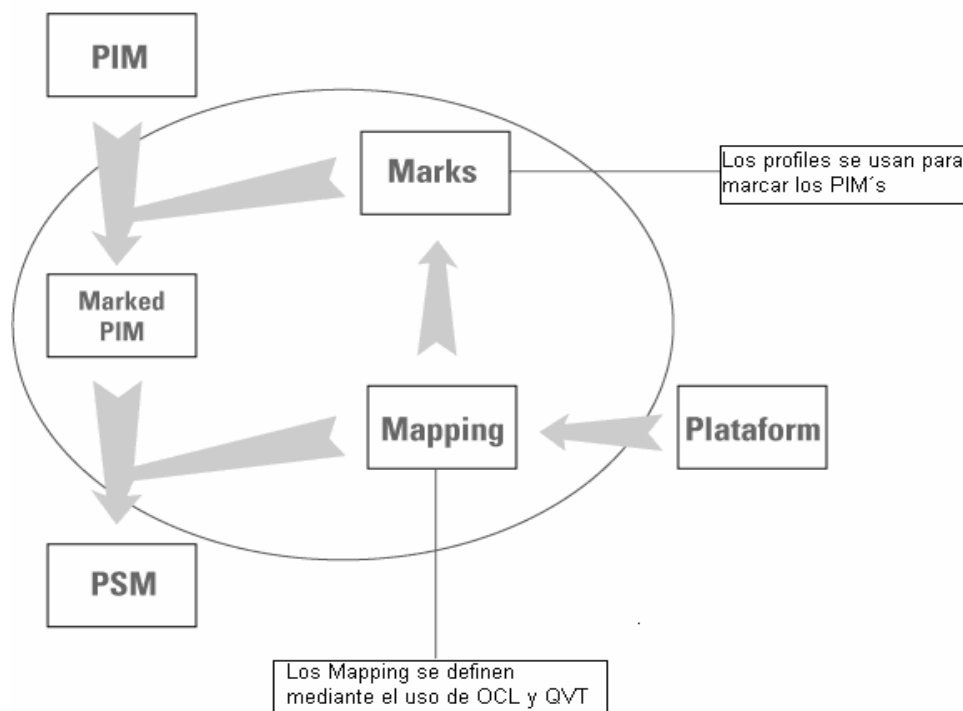 PIM
Marks
Los profiles se usan para
marcar los PIM´s
Marked
PIM
Mapping
Plataform
PSM
Los Mapping se definen
mediante el uso de OCL y QVT